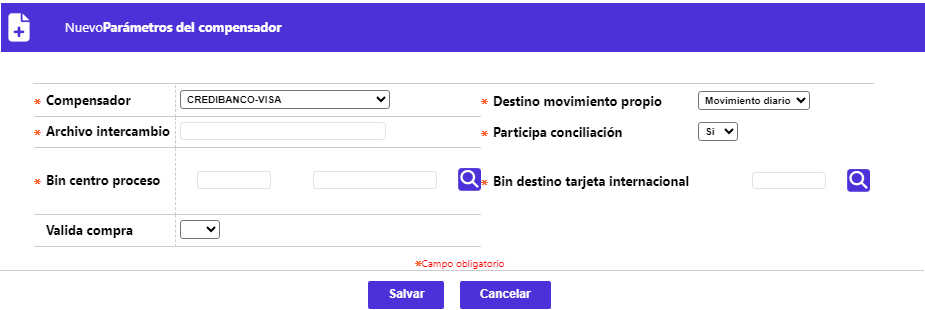 NuevoParámetros del compensador
* Compensador CREDIBANCO-VISA * Destino movimiento propio Movimiento diario
* Archivo intercambio * Participa conciliación Si
* Bin centro proceso * Bin destino tarjeta internacional
Valida compra
*Campo obligatorio
Salvar Cancelar